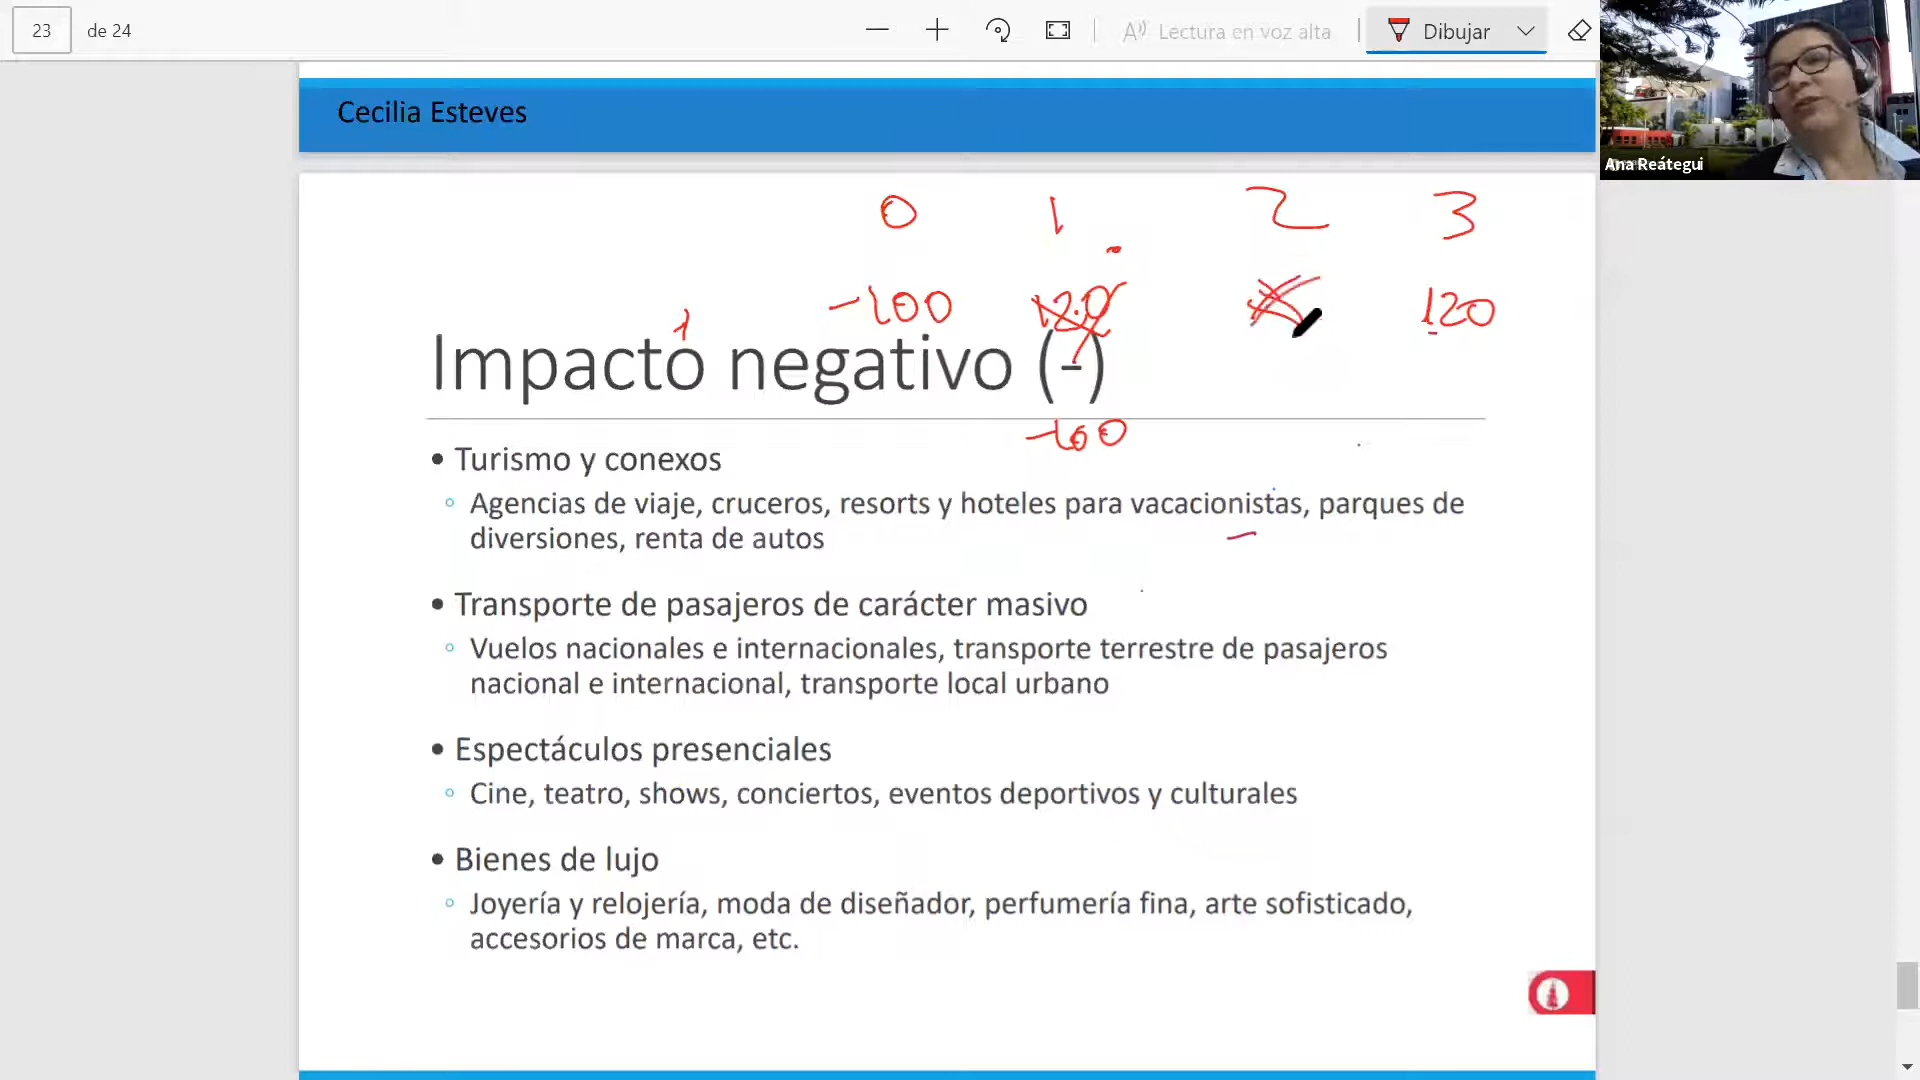 23 de 24 Lectura en voz alta Dibujar
Ana Reátegui
Cecilia Esteves
0 1 2 3
-100 120 120
1
Impacto negativo (-)
-100
• Turismo y conexos
◦ Agencias de viaje, cruceros, resorts y hoteles para vacacionistas, parques de
diversiones, renta de autos
• Transporte de pasajeros de carácter masivo
◦ Vuelos nacionales e internacionales, transporte terrestre de pasajeros
nacional e internacional, transporte local urbano
• Espectáculos presenciales
◦ Cine, teatro, shows, conciertos, eventos deportivos y culturales
• Bienes de lujo
◦ Joyería y relojería, moda de diseñador, perfumería fina, arte sofisticado,
accesorios de marca, etc.